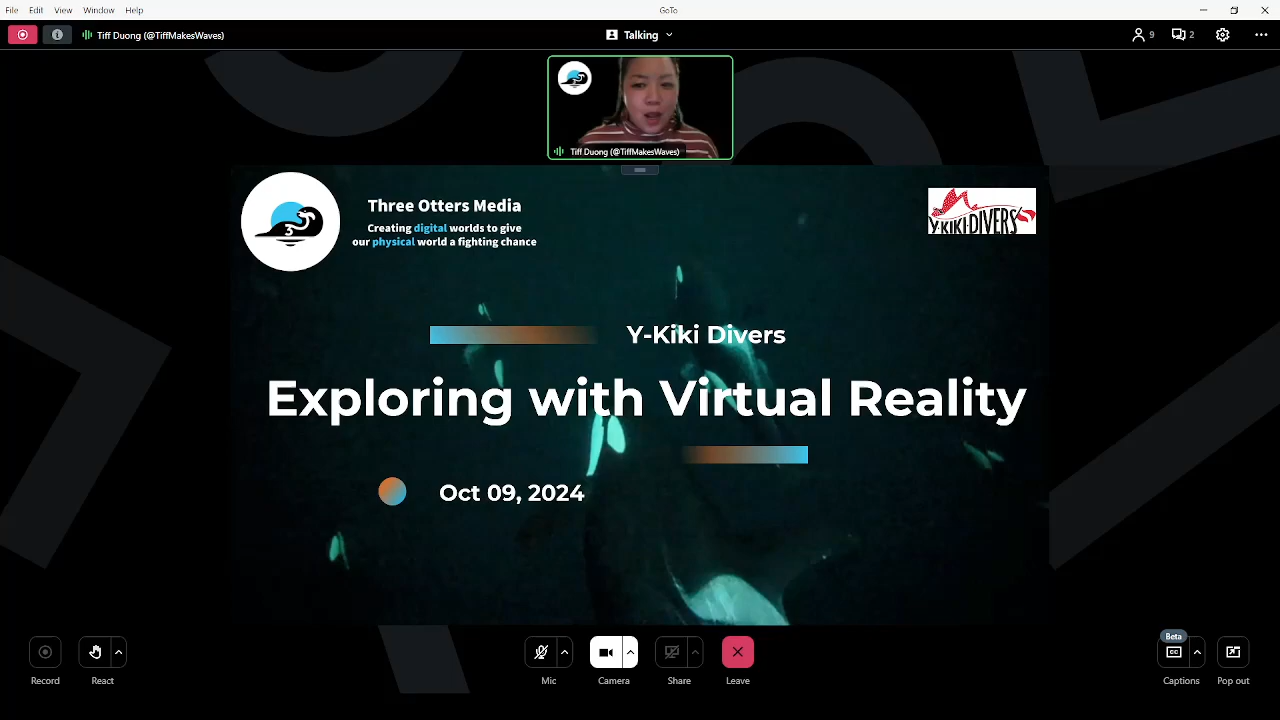 File Edit View Window Help
GoTo
Tiff Duong (@TiffMakesWaves)
Talking
9
2
Tiff Duong (@TiffMakesWaves)
3
Three Otters Media
Creating digital worlds to give
our physical world a fighting chance
Y-KIKI-DIVERS
Y-Kiki Divers
Exploring with Virtual Reality
Oct 09, 2024
Record
React
Mic
Camera
Share
Leave
Beta
CC
Captions
Pop out